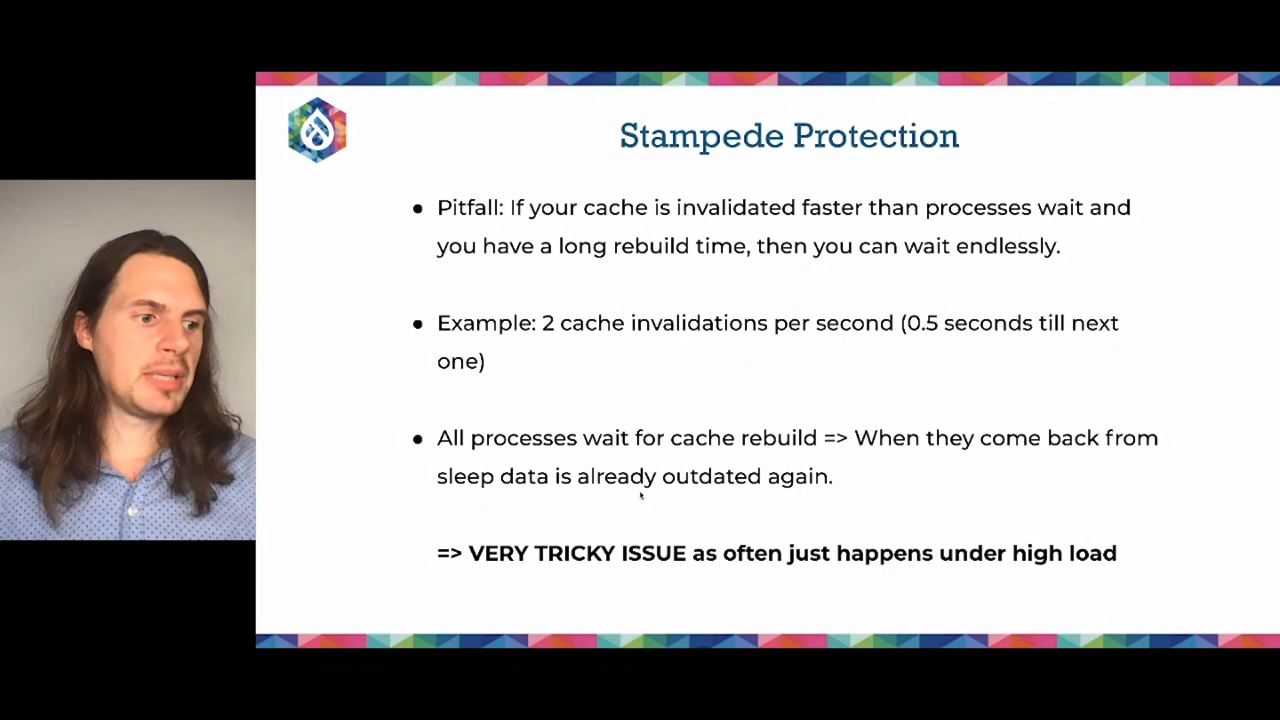 Stampede Protection
● Pitfall: If your cache is invalidated faster than processes wait and
you have a long rebuild time, then you can wait endlessly.
● Example: 2 cache invalidations per second (0.5 seconds till next
one)
● All processes wait for cache rebuild => When they come back from
sleep data is already outdated again.
=> VERY TRICKY ISSUE as often just happens under high load